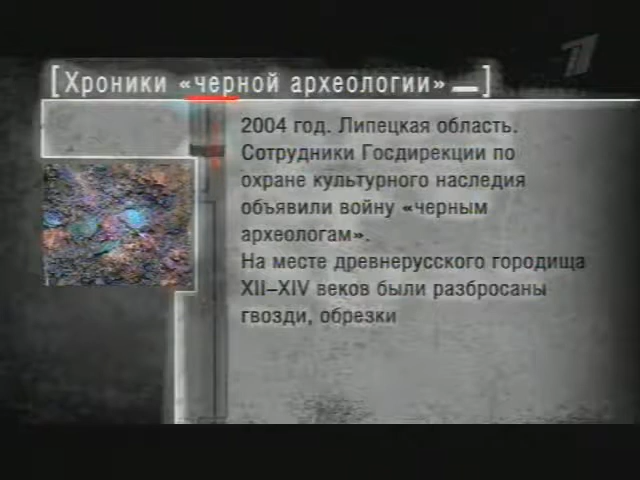 [Хроники «черной археологии»]
2004 год. Липецкая область.
Сотрудники Госдирекции по
охране культурного наследия
объявили войну «черным
археологам».
На месте древнерусского городища
XII–XIV веков были разбросаны
гвозди, обрезки